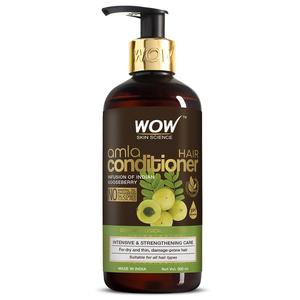 WOW
SKIN SCIENCE
amla HAIR
conditioner
INFUSION OF INDIAN
GOOSEBERRY
NO
INTENSIVE & STRENGTHENING CARE
For dry and thin, damage-prone hair
Suitable for all hair types
MADE IN INDIA